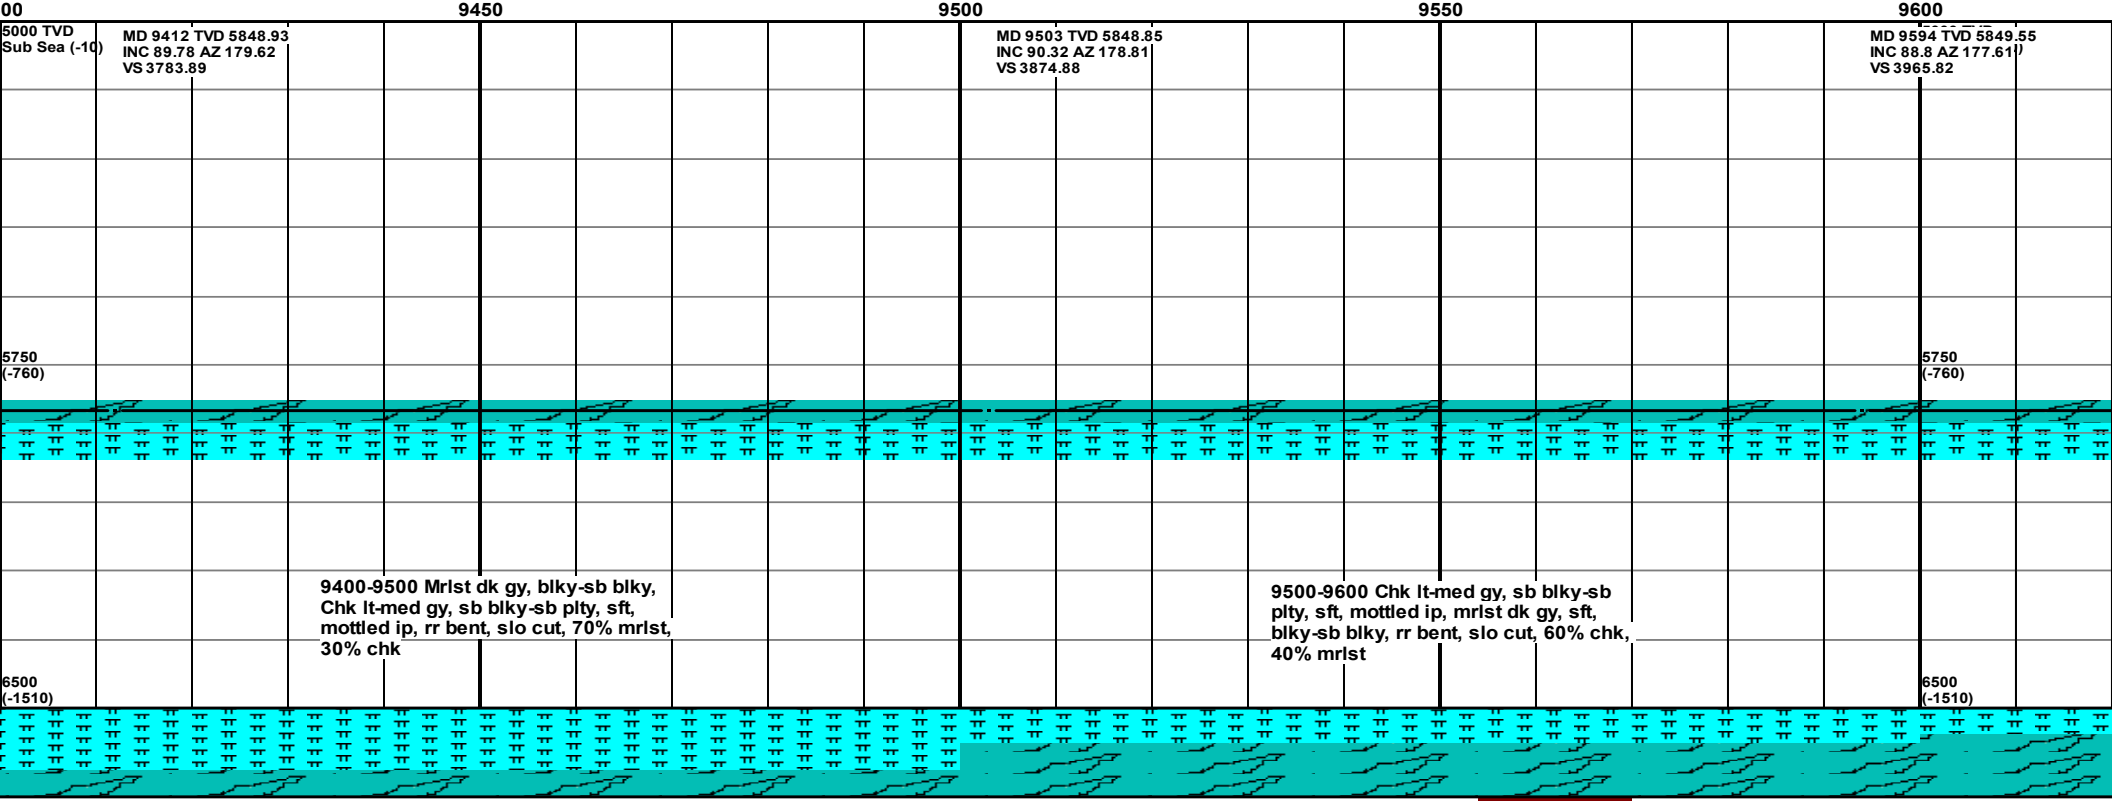 00 9450 9500 9550 9600
5000 TVD
Sub Sea (-10)
MD 9412 TVD 5848.93
INC 89.78 AZ 179.62
VS 3783.89
MD 9503 TVD 5848.85
INC 90.32 AZ 178.81
VS 3874.88
MD 9594 TVD 5849.55
INC 88.8 AZ 177.61
VS 3965.82
5750
(-760)
5750
(-760)
9400-9500 Mrlst dk gy, blky-sb blky,
Chk lt-med gy, sb blky-sb plty, sft,
mottled ip, rr bent, slo cut, 70% mrlst,
30% chk
9500-9600 Chk lt-med gy, sb blky-sb
plty, sft, mottled ip, mrlst dk gy, sft,
blky-sb blky, rr bent, slo cut, 60% chk,
40% mrlst
6500
(-1510)
6500
(-1510)